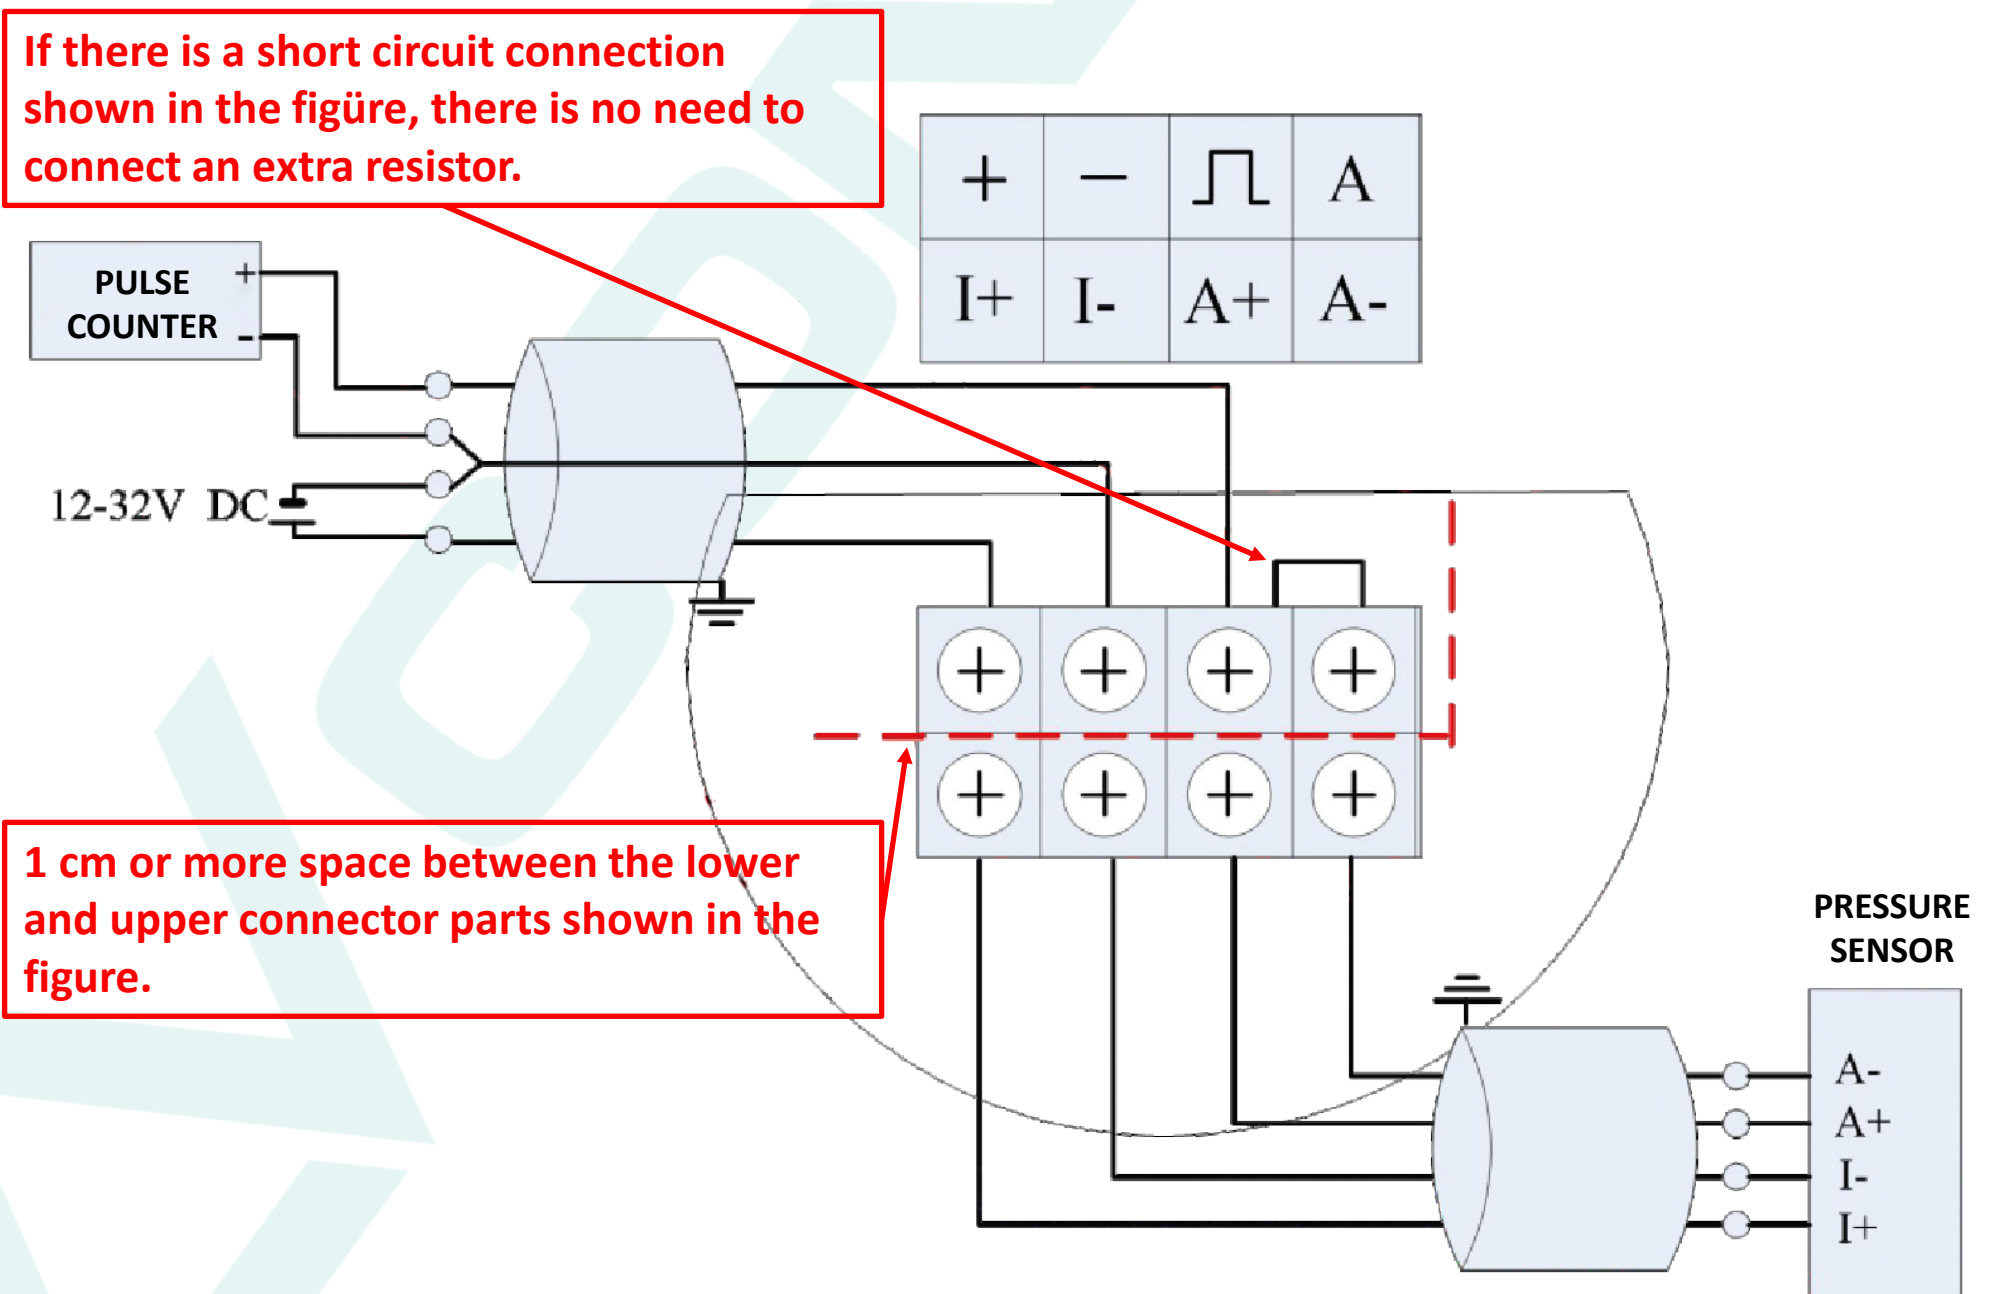 If there is a short circuit connection
shown in the figüre, there is no need to
connect an extra resistor.
+ − ⎍ A
I+ I- A+ A-
PULSE +
COUNTER -
12-32V DC
+ + + +
+ + + +
1 cm or more space between the lower
and upper connector parts shown in the
figure.
PRESSURE
SENSOR
A-
A+
I-
I+